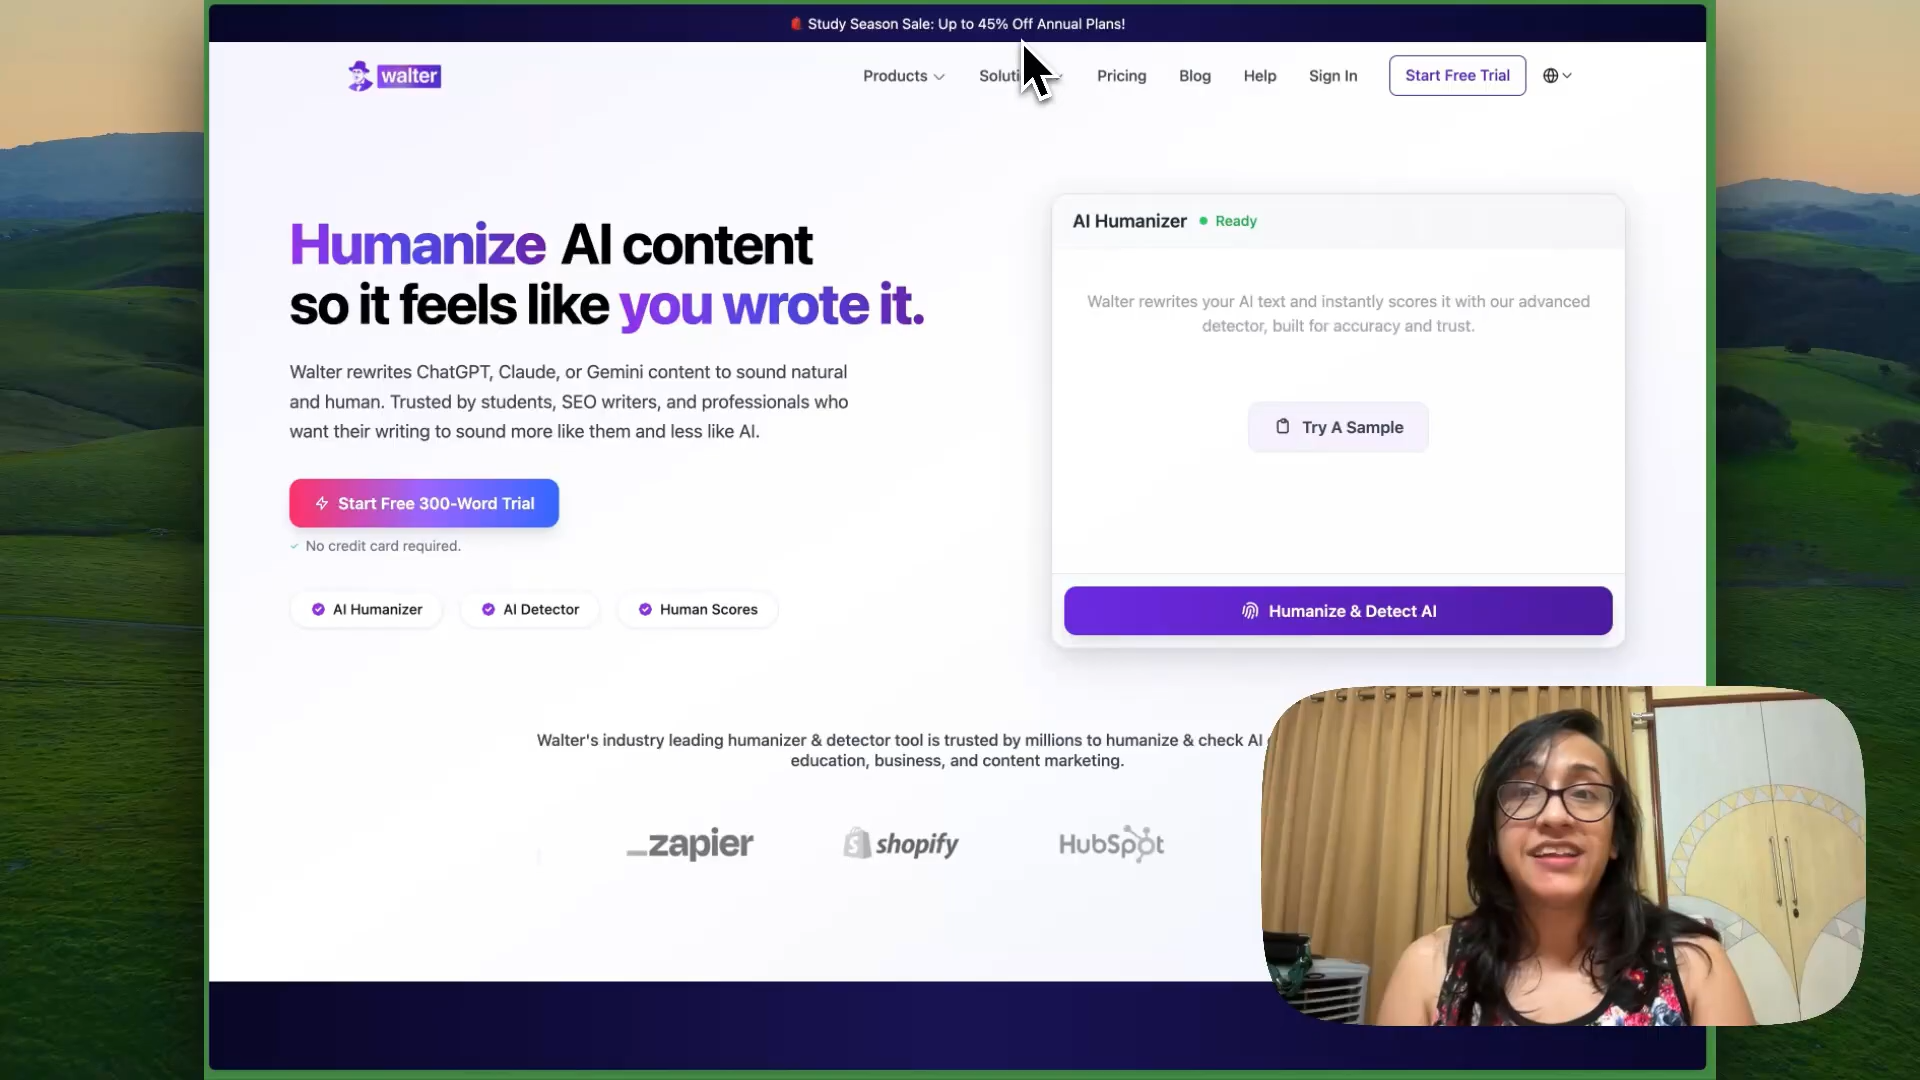 Study Season Sale: Up to 45% Off Annual Plans!
walter
Products
Pricing
Blog
Help
Sign In
Start Free Trial
Humanize AI content
so it feels like you wrote it.
Walter rewrites ChatGPT, Claude, or Gemini content to sound natural
and human. Trusted by students, SEO writers, and professionals who
want their writing to sound more like them and less like AI.
Start Free 300-Word Trial
No credit card required.
AI Humanizer
AI Detector
Human Scores
AI Humanizer
Ready
Walter rewrites your AI text and instantly scores it with our advanced
detector, built for accuracy and trust.
Try A Sample
Humanize & Detect AI
Walter's industry leading humanizer & detector tool is trusted by millions to humanize & check AI
education, business, and content marketing.
zapier
shopify
HubSpot